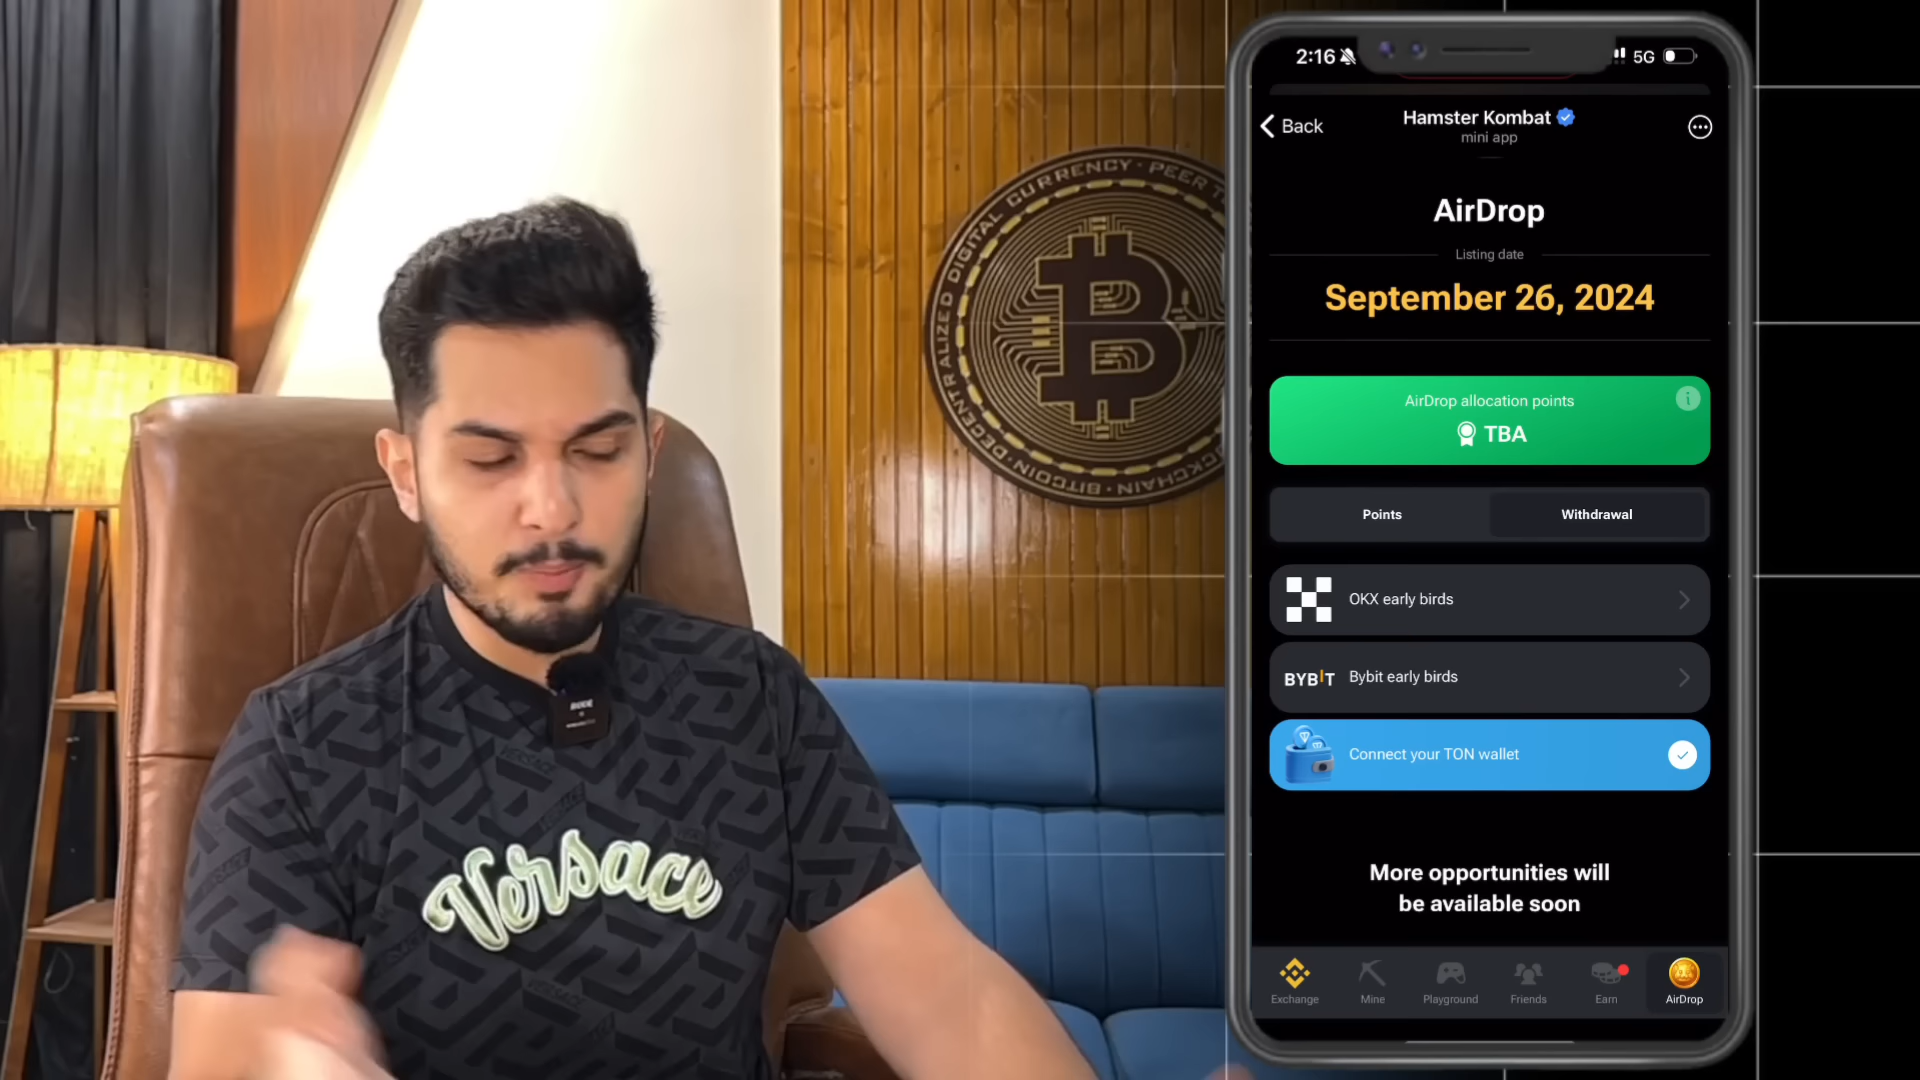 DECENTRALIZED DIGITAL CURRENCY · PEER T
BITCOIN · MININ
Versace
2:16
5G
Back
Hamster Kombat
mini app
AirDrop
Listing date
September 26, 2024
AirDrop allocation points
TBA
Points
Withdrawal
OKX early birds
BYBIT
Bybit early birds
Connect your TON wallet
More opportunities will
be available soon
Exchange
Mine
Playground
Friends
Earn
AirDrop